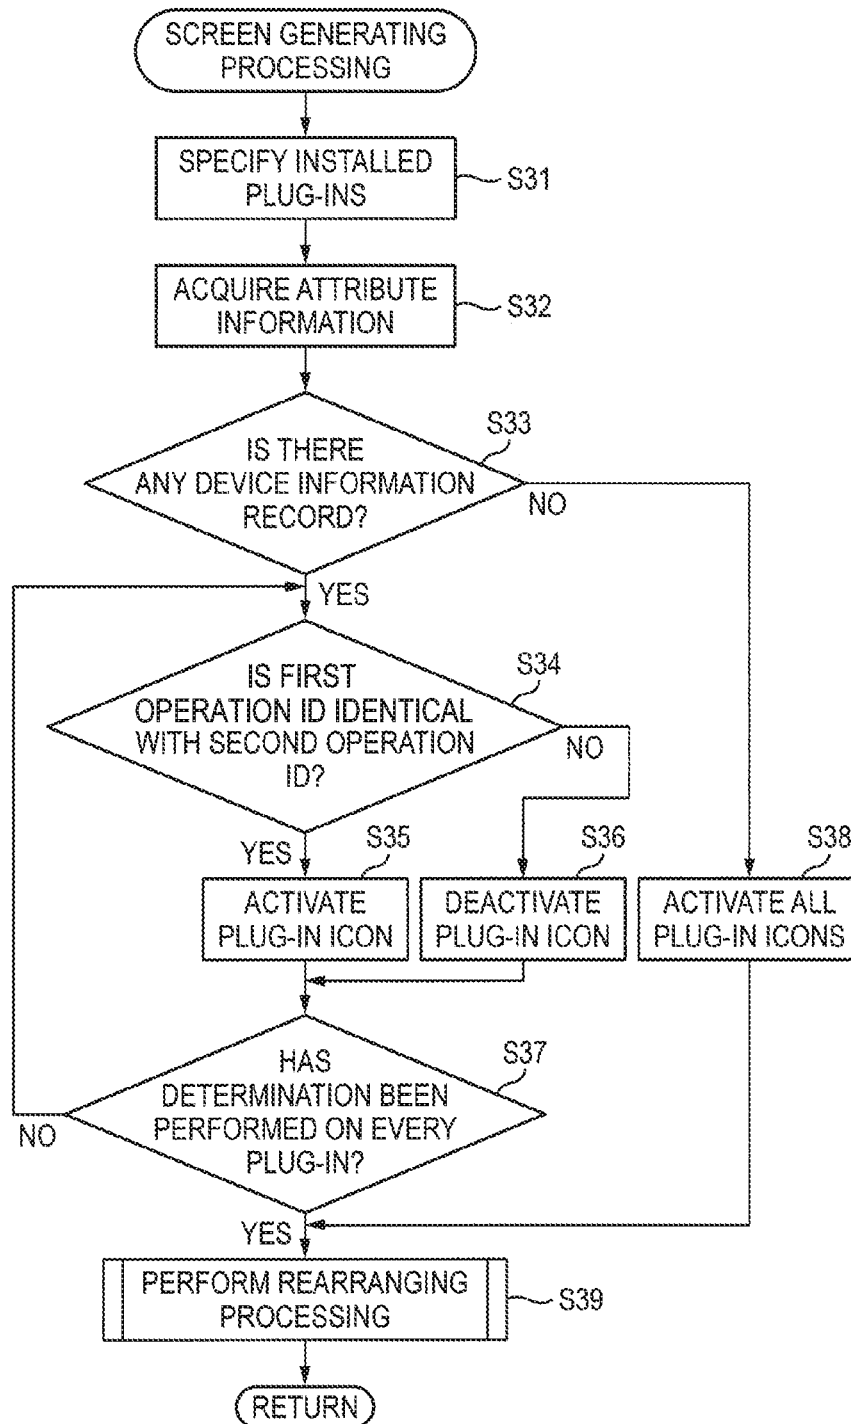 SCREEN GENERATING
PROCESSING
SPECIFY INSTALLED
PLUG-INS
S31
ACQUIRE ATTRIBUTE
INFORMATION
S32
S33
IS THERE
ANY DEVICE INFORMATION
RECORD?
NO
YES
S34
IS FIRST
OPERATION ID IDENTICAL
WITH SECOND OPERATION
ID?
NO
YES
S35
S36
S38
ACTIVATE
PLUG-IN ICON
DEACTIVATE
PLUG-IN ICON
ACTIVATE ALL
PLUG-IN ICONS
S37
HAS
DETERMINATION BEEN
PERFORMED ON EVERY
PLUG-IN?
NO
YES
PERFORM REARRANGING
PROCESSING
S39
RETURN